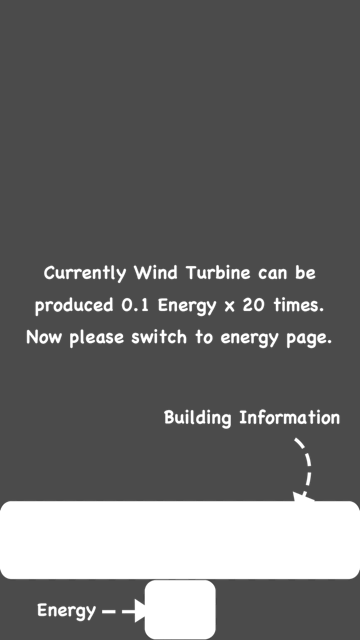 Currently Wind Turbine can be
produced 0.1 Energy x 20 times.
Now please switch to energy page.
Building Information
Energy